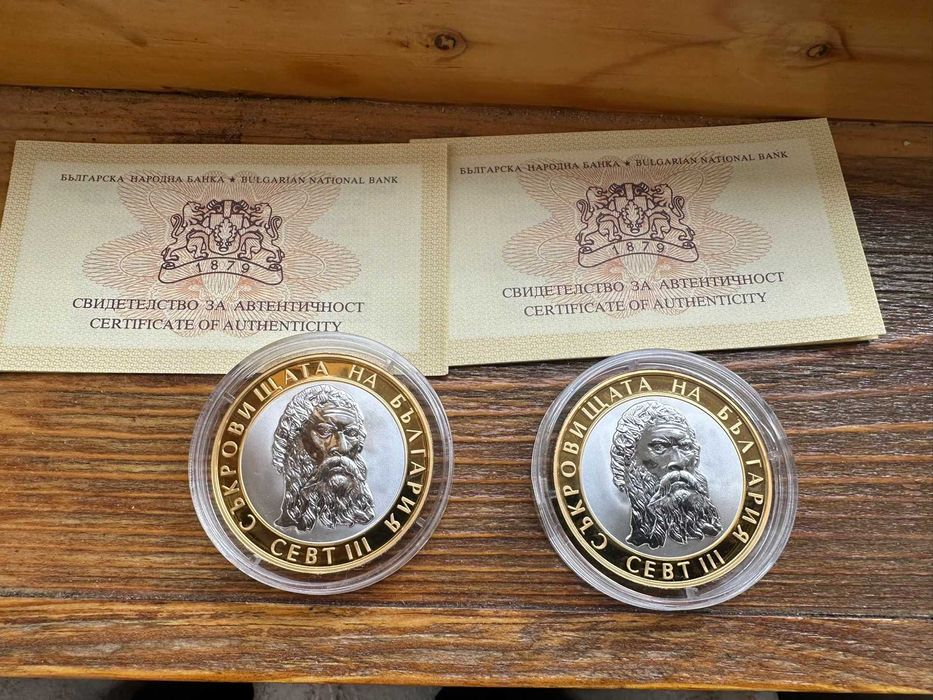 БЪЛГАРСКА НАРОДНА БАНКА ★ BULGARIAN NATIONAL BANK
1879
СВИДЕТЕЛСТВО ЗА АВТЕНТИЧНОСТ
CERTIFICATE OF AUTHENTICITY
БЪЛГАРСКА НАРОДНА БАНКА ★ BULGARIAN NATIONAL BANK
1879
СВИДЕТЕЛСТВО ЗА АВТЕНТИЧНОСТ
CERTIFICATE OF AUTHENTICITY
СЪКРОВИЩАТА НА БЪЛГАРИЯ
СЕВТ III
СЪКРОВИЩАТА НА БЪЛГАРИЯ
СЕВТ III